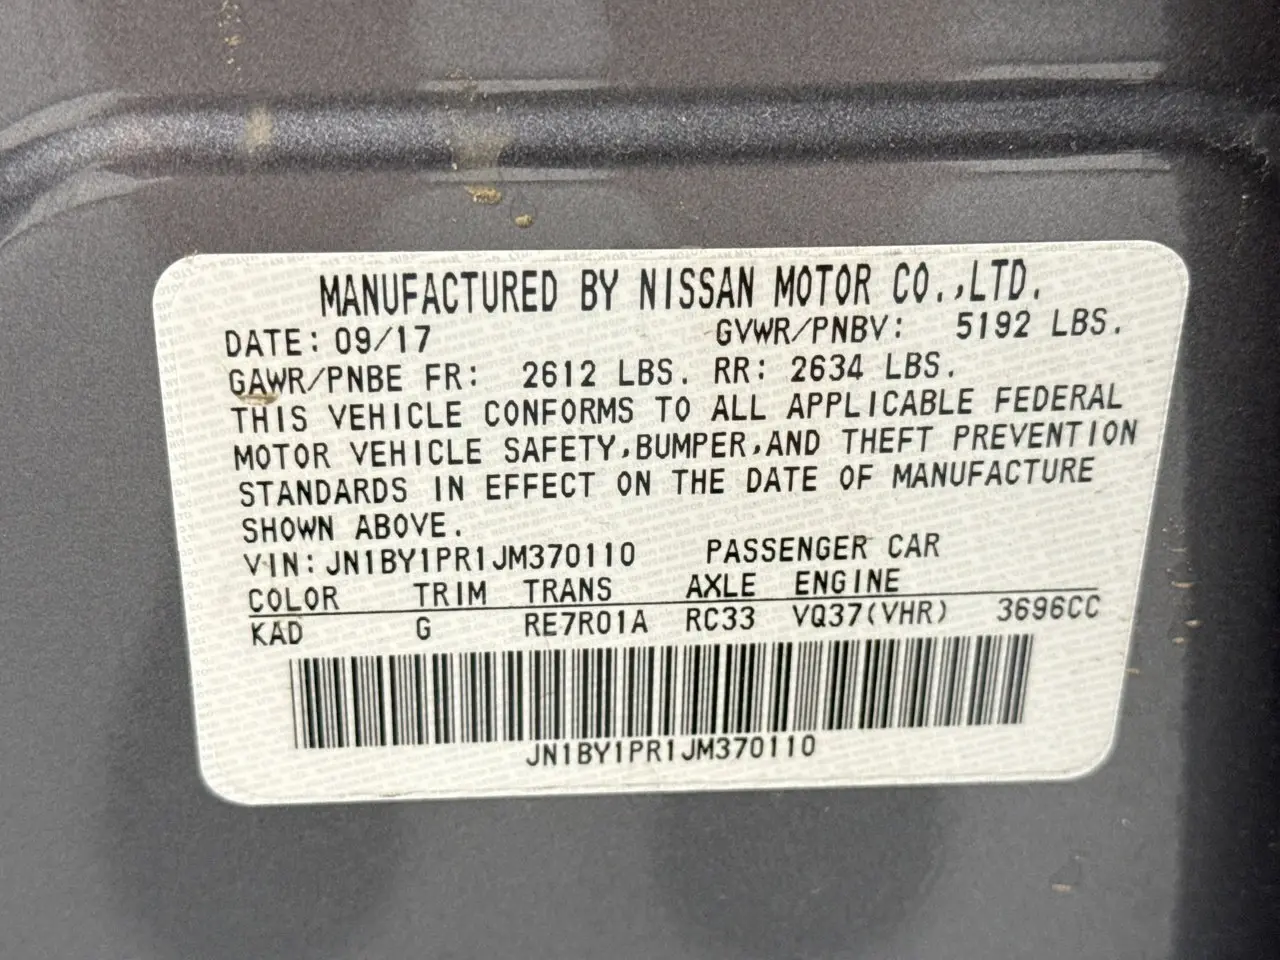 MANUFACTURED BY NISSAN MOTOR CO.,LTD.
DATE: 09/17 GVWR/PNBV: 5192 LBS.
GAWR/PNBE FR: 2612 LBS. RR: 2634 LBS.
THIS VEHICLE CONFORMS TO ALL APPLICABLE FEDERAL
MOTOR VEHICLE SAFETY,BUMPER,AND THEFT PREVENTION
STANDARDS IN EFFECT ON THE DATE OF MANUFACTURE
SHOWN ABOVE.
VIN: JN1BY1PR1JM370110 PASSENGER CAR
COLOR TRIM TRANS AXLE ENGINE
KAD G RE7R01A RC33 VQ37(VHR) 3696CC
JN1BY1PR1JM370110